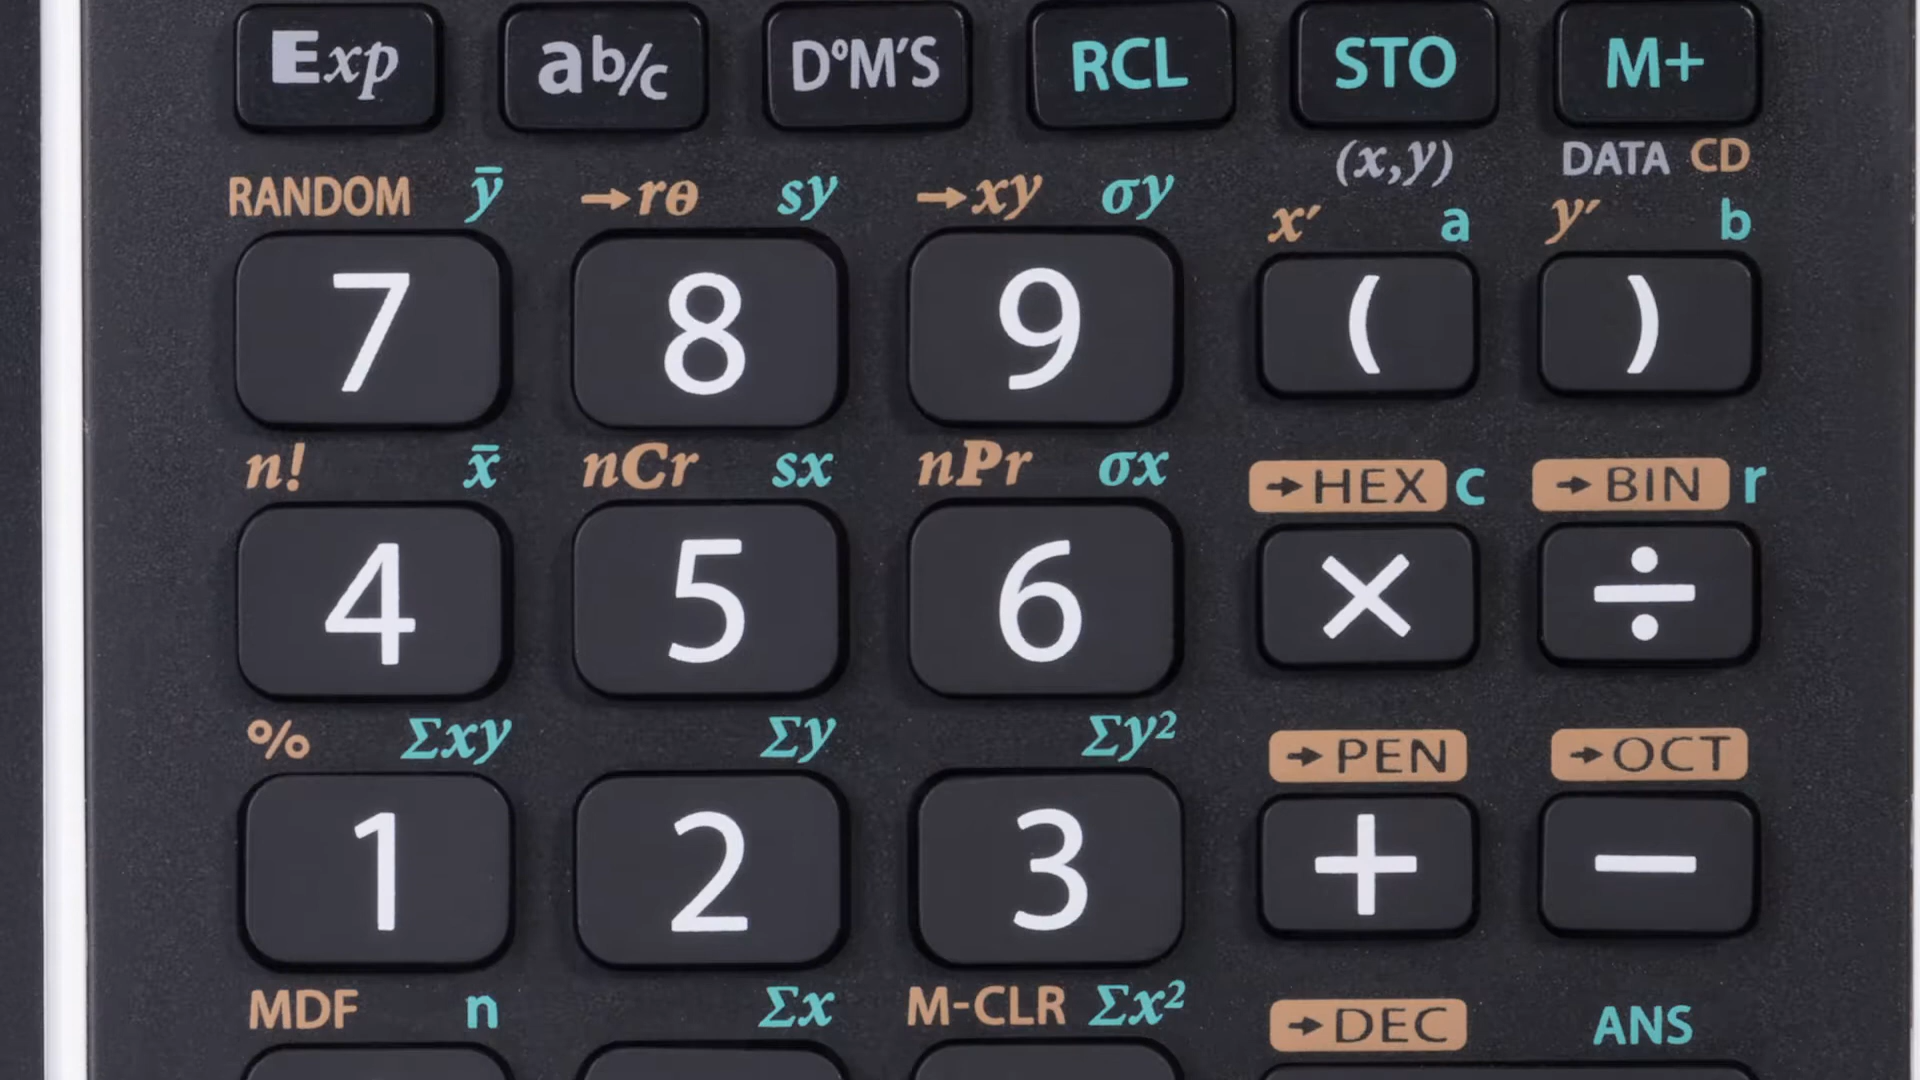 Exp ab/c D°M′S RCL STO M+
(x,y) DATA CD
RANDOM ȳ →rθ sy →xy σy x′ a y′ b
7 8 9 ( )
n! x̄ nCr sx nPr σx →HEX c →BIN r
4 5 6 × ÷
% Σxy Σy Σy² →PEN →OCT
1 2 3 + −
MDF n Σx M-CLR Σx² →DEC ANS